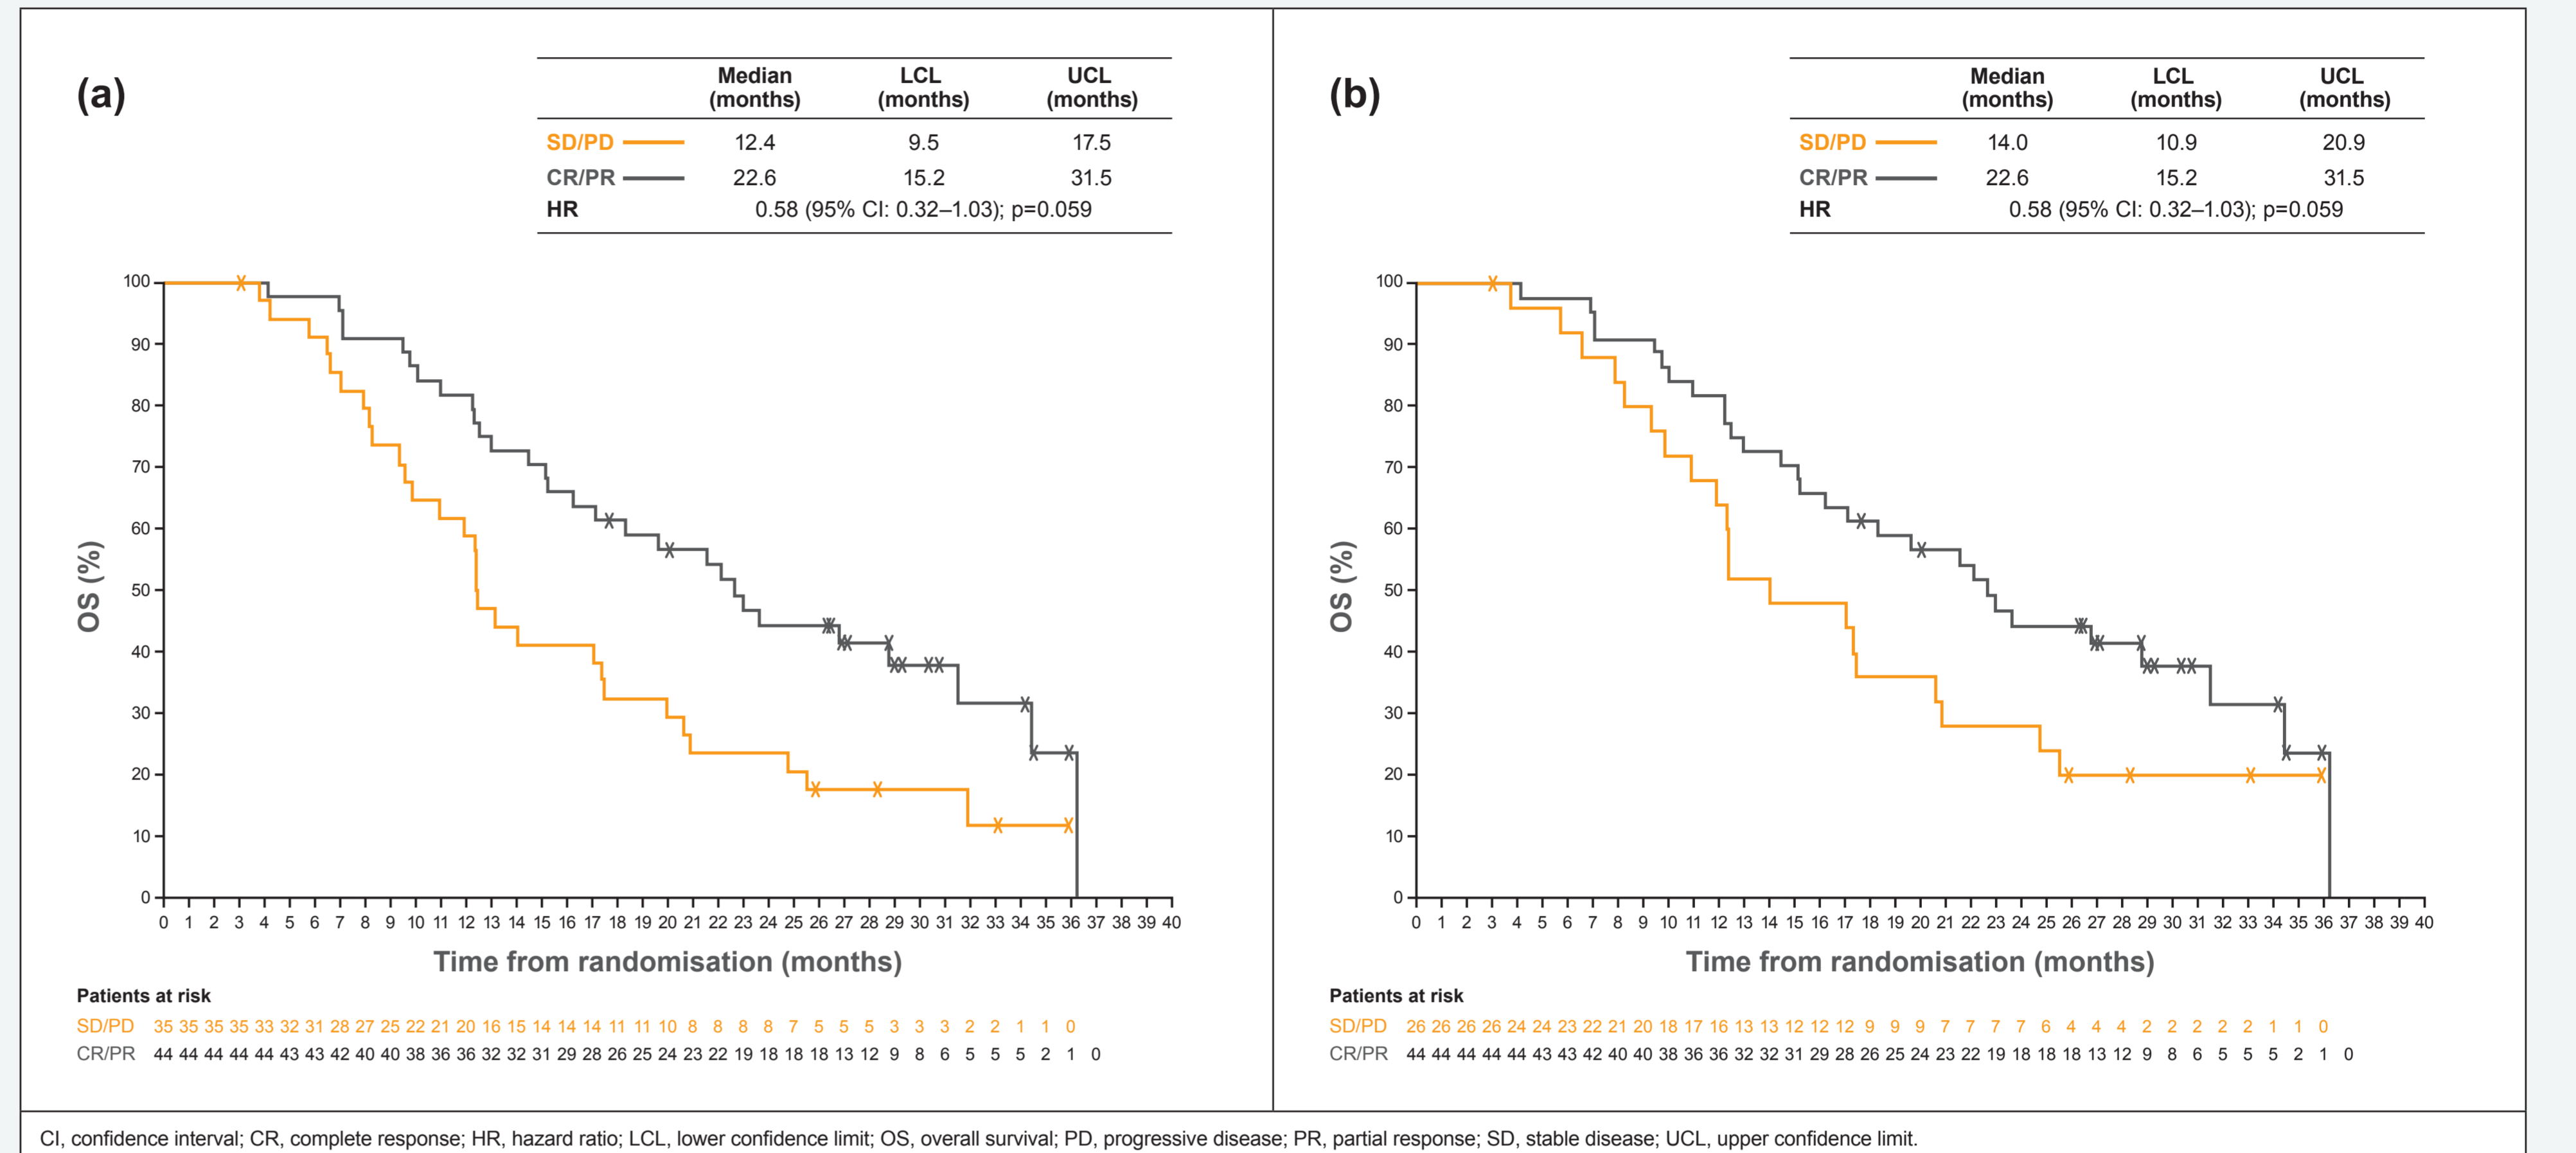 (a)
Median (months) LCL (months) UCL (months)
SD/PD 12.4 9.5 17.5
CR/PR 22.6 15.2 31.5
HR 0.58 (95% CI: 0.32–1.03); p=0.059
OS (%)
100
90
80
70
60
50
40
30
20
10
0
0 1 2 3 4 5 6 7 8 9 10 11 12 13 14 15 16 17 18 19 20 21 22 23 24 25 26 27 28 29 30 31 32 33 34 35 36 37 38 39 40
Time from randomisation (months)
Patients at risk
SD/PD 35 35 35 35 33 32 31 28 27 25 22 21 20 16 15 14 14 14 11 11 10 8 8 8 8 7 5 5 5 3 3 3 2 2 1 1 0
CR/PR 44 44 44 44 44 43 43 42 40 40 38 36 36 32 32 31 29 28 26 25 24 23 22 19 18 18 18 13 12 9 8 6 5 5 5 2 1 0
(b)
Median (months) LCL (months) UCL (months)
SD/PD 14.0 10.9 20.9
CR/PR 22.6 15.2 31.5
HR 0.58 (95% CI: 0.32–1.03); p=0.059
OS (%)
100
90
80
70
60
50
40
30
20
10
0
0 1 2 3 4 5 6 7 8 9 10 11 12 13 14 15 16 17 18 19 20 21 22 23 24 25 26 27 28 29 30 31 32 33 34 35 36 37 38 39 40
Time from randomisation (months)
Patients at risk
SD/PD 26 26 26 26 24 24 23 22 21 20 18 17 16 13 13 12 12 12 9 9 9 7 7 7 7 6 4 4 4 2 2 2 2 2 1 1 0
CR/PR 44 44 44 44 44 43 43 42 40 40 38 36 36 32 32 31 29 28 26 25 24 23 22 19 18 18 18 13 12 9 8 6 5 5 5 2 1 0
CI, confidence interval; CR, complete response; HR, hazard ratio; LCL, lower confidence limit; OS, overall survival; PD, progressive disease; PR, partial response; SD, stable disease; UCL, upper confidence limit.